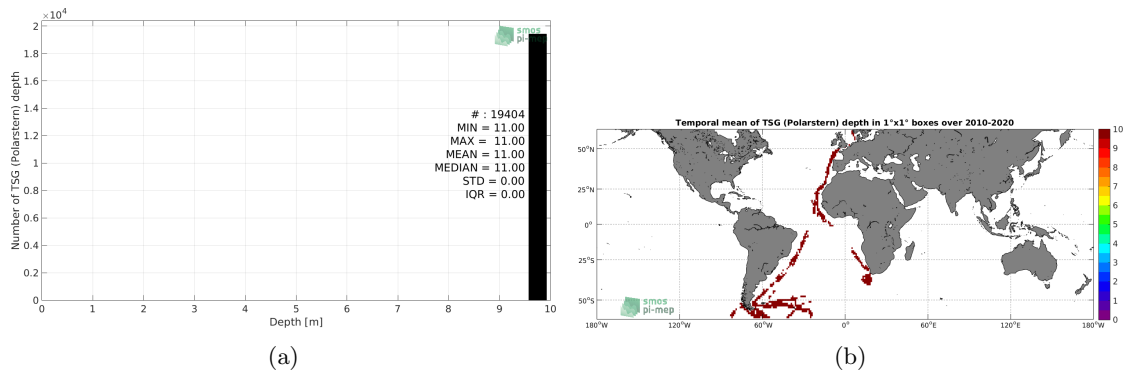 ×10⁴
2
1.8
1.6
1.4
1.2
1
0.8
0.6
0.4
0.2
0
Number of TSG (Polarstern) depth
smos
pi-mep
# : 19404
MIN = 11.00
MAX = 11.00
MEAN = 11.00
MEDIAN = 11.00
STD = 0.00
IQR = 0.00
0 1 2 3 4 5 6 7 8 9 10
Depth [m]
(a)
Temporal mean of TSG (Polarstern) depth in 1°x1° boxes over 2010-2020
50°N
25°N
0°
25°S
50°S
smos
pi-mep
180°W 120°W 60°W 0° 60°E 120°E 180°W
10
9
8
7
6
5
4
3
2
1
0
(b)